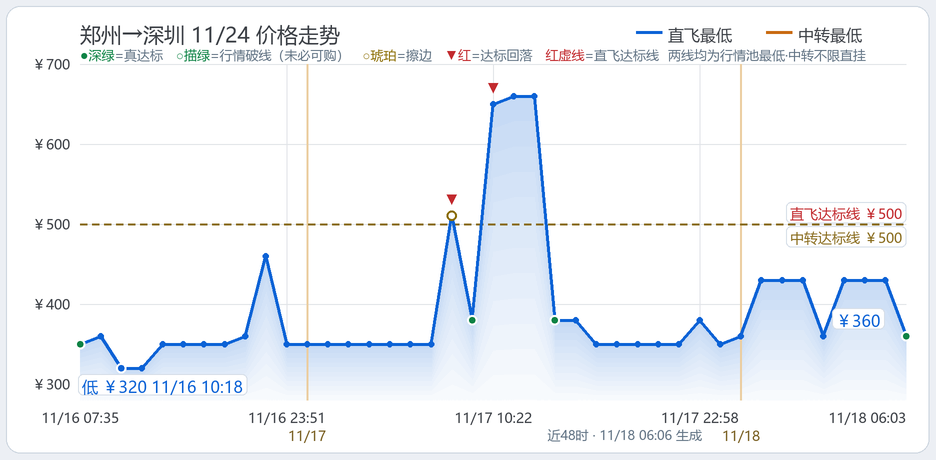 郑州→深圳 11/24 价格走势
直飞最低 中转最低
●深绿=真达标 ○描绿=行情破线（未必可购） ○琥珀=擦边 ▼红=达标回落 红虚线=直飞达标线 两线均为行情池最低·中转不限直挂
￥700
￥600
￥500
￥400
￥300
直飞达标线 ￥500
中转达标线 ￥500
￥360
低 ￥320 11/16 10:18
11/16 07:35 11/16 23:51 11/17 10:22 11/17 22:58 11/18 06:03
11/17 近48时 · 11/18 06:06 生成 11/18